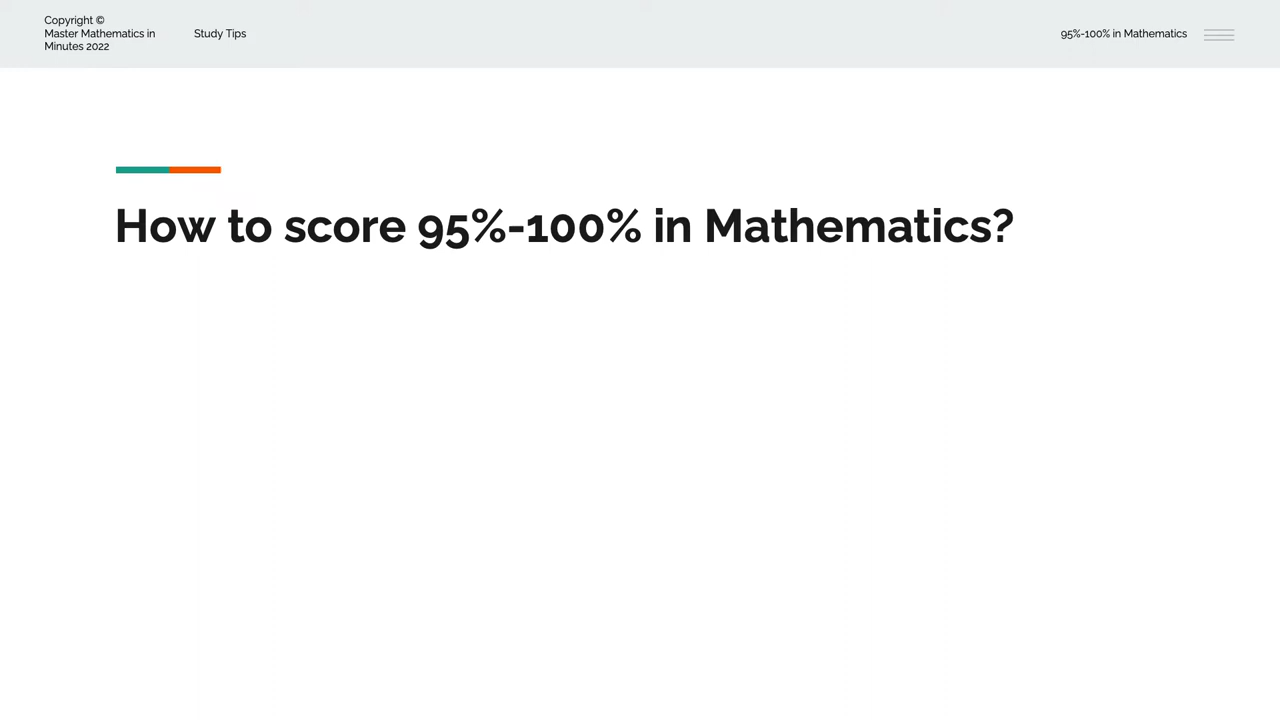 Copyright ©
Master Mathematics in
Minutes 2022
Study Tips
95%-100% in Mathematics
How to score 95%-100% in Mathematics?